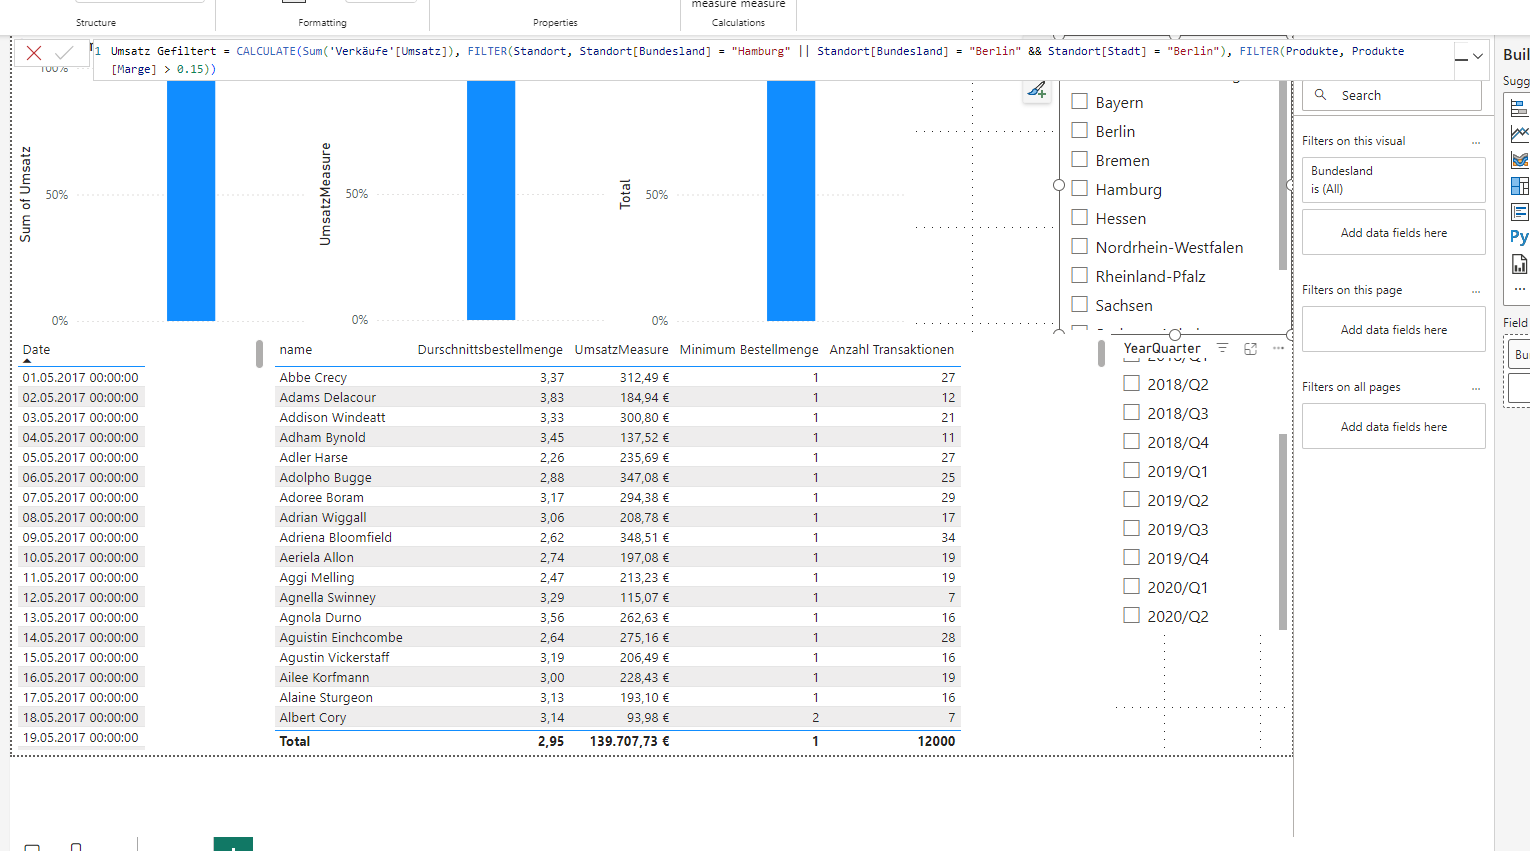 measure measure
Structure
Formatting
Properties
Calculations
1 Umsatz Gefiltert = CALCULATE(Sum('Verkäufe'[Umsatz]), FILTER(Standort, Standort[Bundesland] = "Hamburg" || Standort[Bundesland] = "Berlin" && Standort[Stadt] = "Berlin"), FILTER(Produkte, Produkte
[Marge] > 0.15))
100%
50%
0%
Sum of Umsatz
50%
0%
UmsatzMeasure
50%
0%
Total
Bayern
Berlin
Bremen
Hamburg
Hessen
Nordrhein-Westfalen
Rheinland-Pfalz
Sachsen
Search
Filters on this visual
...
Bundesland
is (All)
Add data fields here
Filters on this page
...
Add data fields here
Filters on all pages
...
Add data fields here
Buil
Sugg
Py
...
Field
Bu
Date
01.05.2017 00:00:00
02.05.2017 00:00:00
03.05.2017 00:00:00
04.05.2017 00:00:00
05.05.2017 00:00:00
06.05.2017 00:00:00
07.05.2017 00:00:00
08.05.2017 00:00:00
09.05.2017 00:00:00
10.05.2017 00:00:00
11.05.2017 00:00:00
12.05.2017 00:00:00
13.05.2017 00:00:00
14.05.2017 00:00:00
15.05.2017 00:00:00
16.05.2017 00:00:00
17.05.2017 00:00:00
18.05.2017 00:00:00
19.05.2017 00:00:00
name Durschnittsbestellmenge UmsatzMeasure Minimum Bestellmenge Anzahl Transaktionen
Abbe Crecy 3,37 312,49 € 1 27
Adams Delacour 3,83 184,94 € 1 12
Addison Windeatt 3,33 300,80 € 1 21
Adham Bynold 3,45 137,52 € 1 11
Adler Harse 2,26 235,69 € 1 27
Adolpho Bugge 2,88 347,08 € 1 25
Adoree Boram 3,17 294,38 € 1 29
Adrian Wiggall 3,06 208,78 € 1 17
Adriena Bloomfield 2,62 348,51 € 1 34
Aeriela Allon 2,74 197,08 € 1 19
Aggi Melling 2,47 213,23 € 1 19
Agnella Swinney 3,29 115,07 € 1 7
Agnola Durno 3,56 262,63 € 1 16
Aguistin Einchcombe 2,64 275,16 € 1 28
Agustin Vickerstaff 3,19 206,49 € 1 16
Ailee Korfmann 3,00 228,43 € 1 19
Alaine Sturgeon 3,13 193,10 € 1 16
Albert Cory 3,14 93,98 € 2 7
Total 2,95 139.707,73 € 1 12000
YearQuarter
2018/Q1
2018/Q2
2018/Q3
2018/Q4
2019/Q1
2019/Q2
2019/Q3
2019/Q4
2020/Q1
2020/Q2